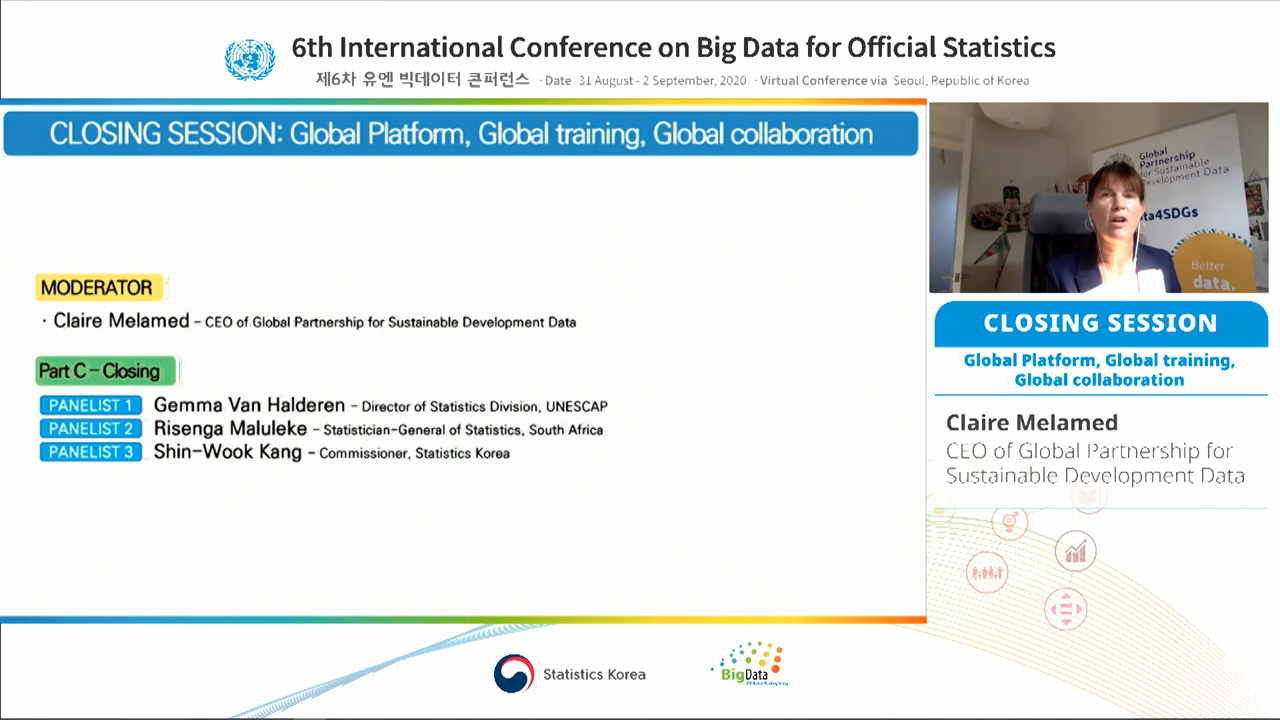 6th International Conference on Big Data for Official Statistics
제6차 유엔 빅데이터 콘퍼런스 · Date 31 August - 2 September, 2020 · Virtual Conference via Seoul, Republic of Korea
CLOSING SESSION: Global Platform, Global training, Global collaboration
MODERATOR
· Claire Melamed – CEO of Global Partnership for Sustainable Development Data
Part C – Closing
PANELIST 1 Gemma Van Halderen – Director of Statistics Division, UNESCAP
PANELIST 2 Risenga Maluleke – Statistician-General of Statistics, South Africa
PANELIST 3 Shin-Wook Kang – Commissioner, Statistics Korea
Global
Partnership
for Sustainable
Development Data
ta4SDGs
Better
data.
CLOSING SESSION
Global Platform, Global training,
Global collaboration
Claire Melamed
CEO of Global Partnership for
Sustainable Development Data
Statistics Korea
BigData